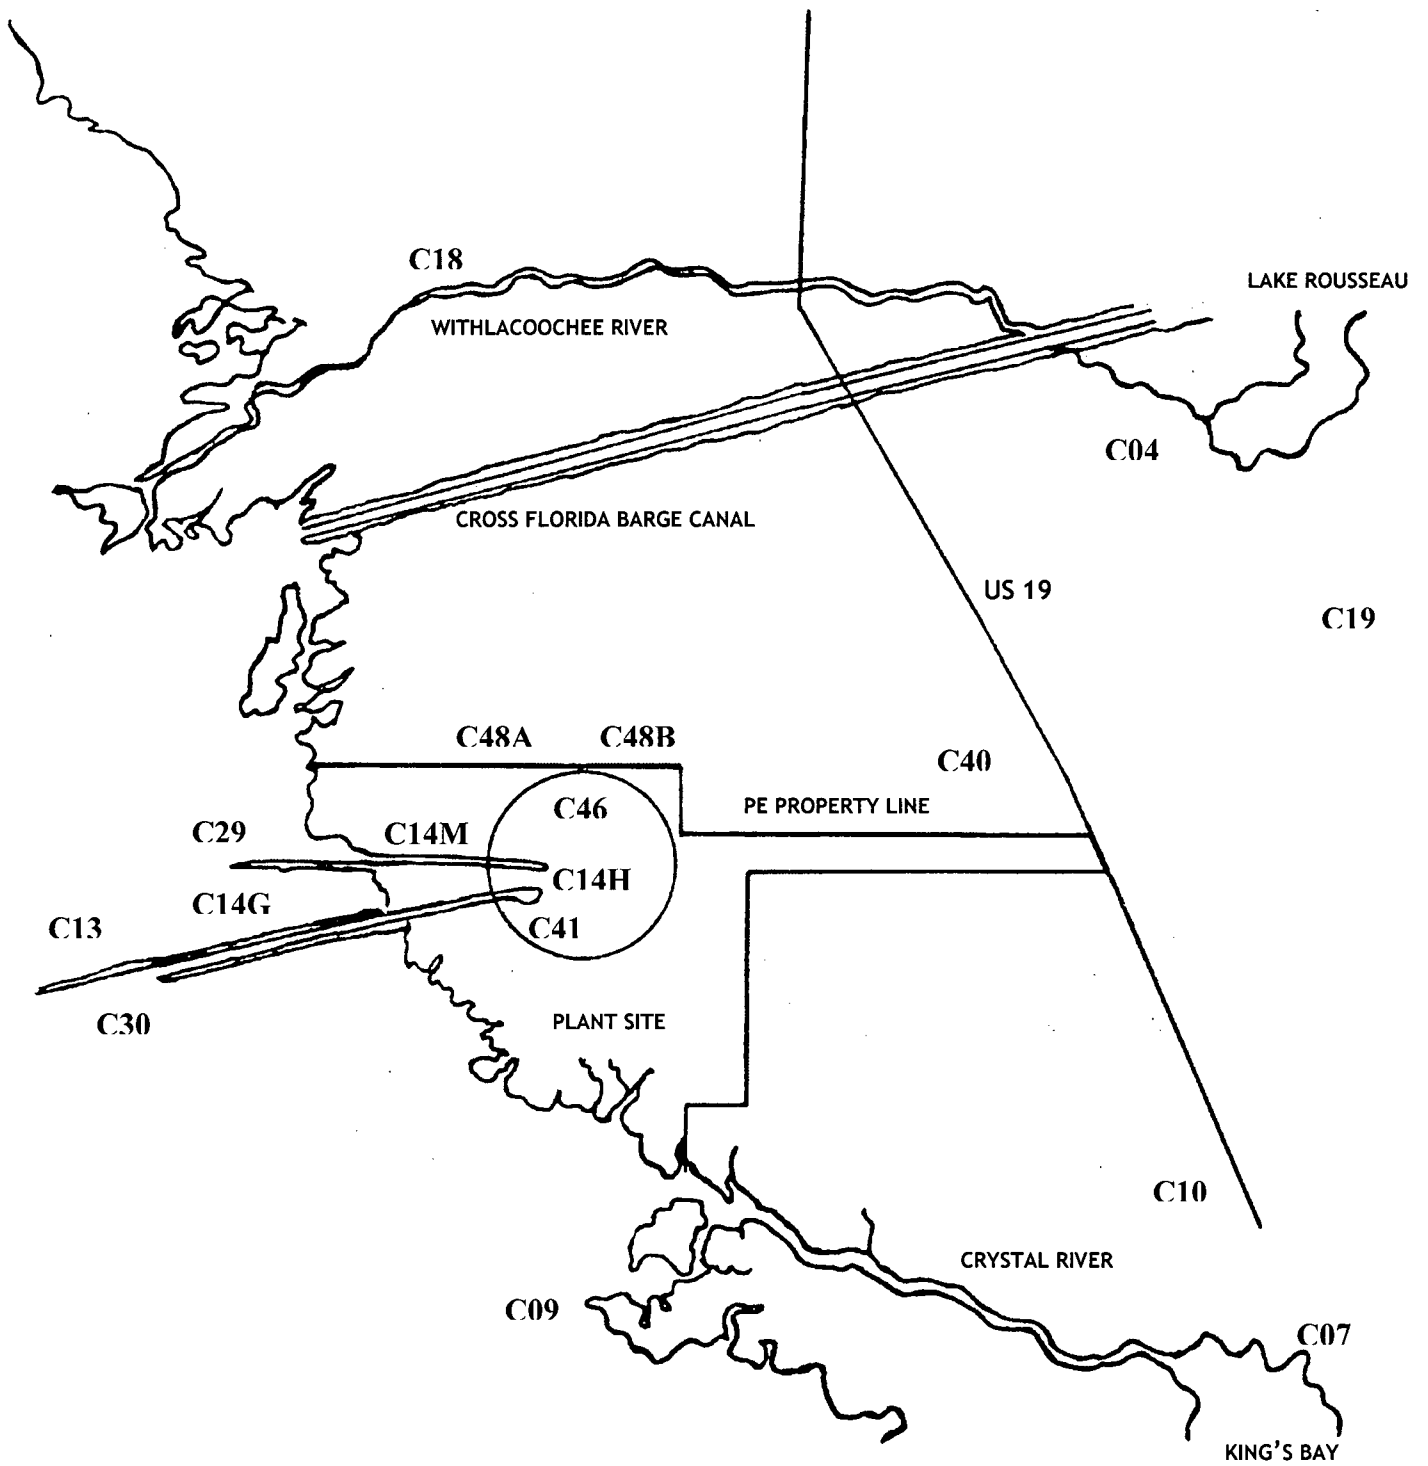 C18
LAKE ROUSSEAU
WITHLACOOCHEE RIVER
C04
CROSS FLORIDA BARGE CANAL
US 19
C19
C48A
C48B
C40
C46
PE PROPERTY LINE
C29
C14M
C14H
C14G
C13
C41
C30
PLANT SITE
C10
CRYSTAL RIVER
C09
C07
KING'S BAY